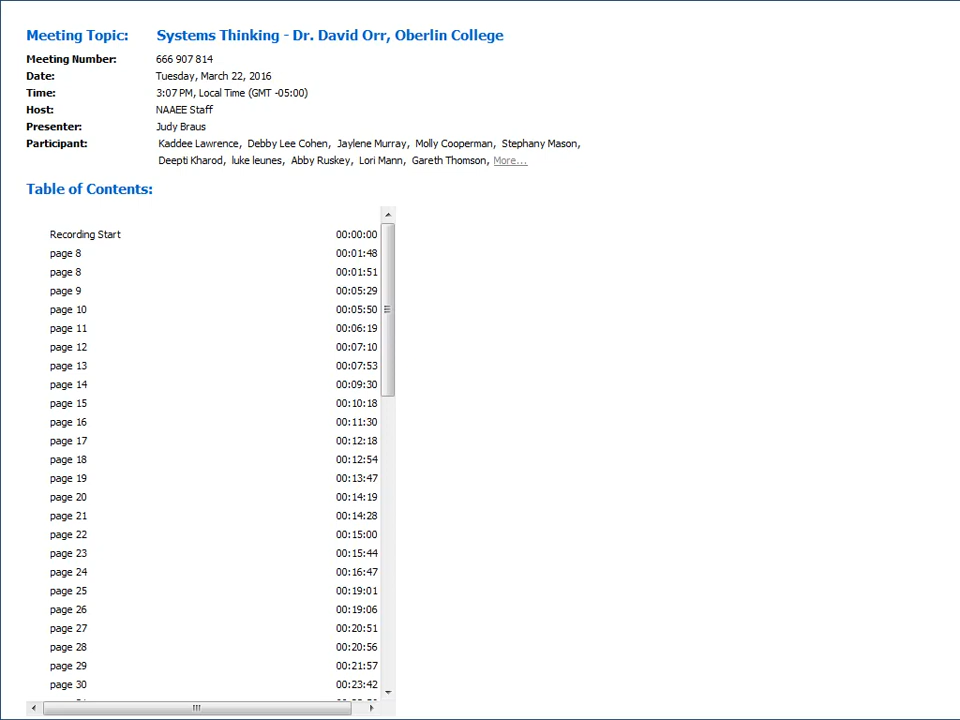 Meeting Topic: Systems Thinking - Dr. David Orr, Oberlin College
Meeting Number: 666 907 814
Date: Tuesday, March 22, 2016
Time: 3:07 PM, Local Time (GMT -05:00)
Host: NAAEE Staff
Presenter: Judy Braus
Participant: Kaddee Lawrence, Debby Lee Cohen, Jaylene Murray, Molly Cooperman, Stephany Mason,
Deepti Kharod, luke leunes, Abby Ruskey, Lori Mann, Gareth Thomson, More...
Table of Contents:
Recording Start 00:00:00
page 8 00:01:48
page 8 00:01:51
page 9 00:05:29
page 10 00:05:50
page 11 00:06:19
page 12 00:07:10
page 13 00:07:53
page 14 00:09:30
page 15 00:10:18
page 16 00:11:30
page 17 00:12:18
page 18 00:12:54
page 19 00:13:47
page 20 00:14:19
page 21 00:14:28
page 22 00:15:00
page 23 00:15:44
page 24 00:16:47
page 25 00:19:01
page 26 00:19:06
page 27 00:20:51
page 28 00:20:56
page 29 00:21:57
page 30 00:23:42